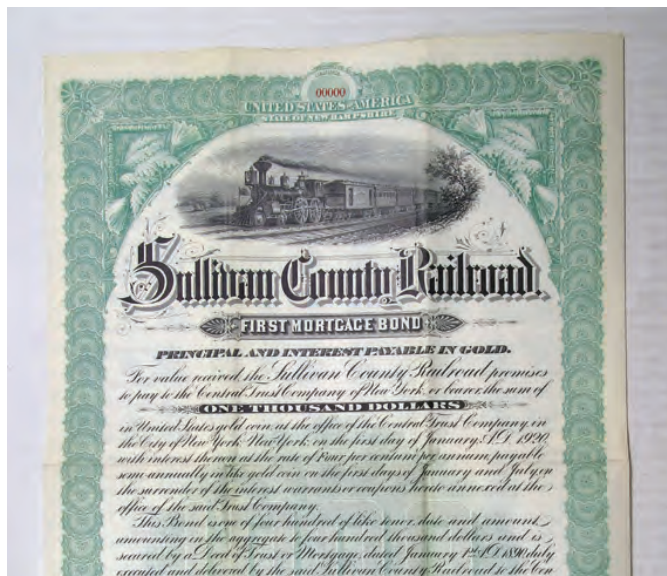 00000
UNITED STATES OF AMERICA
STATE OF NEW HAMPSHIRE
Sullivan County Railroad.
FIRST MORTGAGE BOND
PRINCIPAL AND INTEREST PAYABLE IN GOLD.
For value received, the Sullivan County Railroad promises
to pay to the Central Trust Company of New York, or bearer, the sum of
ONE THOUSAND DOLLARS
in United States gold coin, at the office of the Central Trust Company, in
the City of New York, New York, on the first day of January, A.D. 1920,
with interest thereon at the rate of Four per centum per annum, payable
semi-annually in like gold coin on the first days of January and July, on
the surrender of the interest warrants or coupons hereto annexed at the
office of the said Trust Company.
This Bond is one of four hundred of like tenor, date and amount,
amounting in the aggregate to four hundred thousand dollars and is
secured by a Deed of Trust or Mortgage, dated January 1st A.D. 1890, duly
executed and delivered by the said Sullivan County Railroad to the Cen